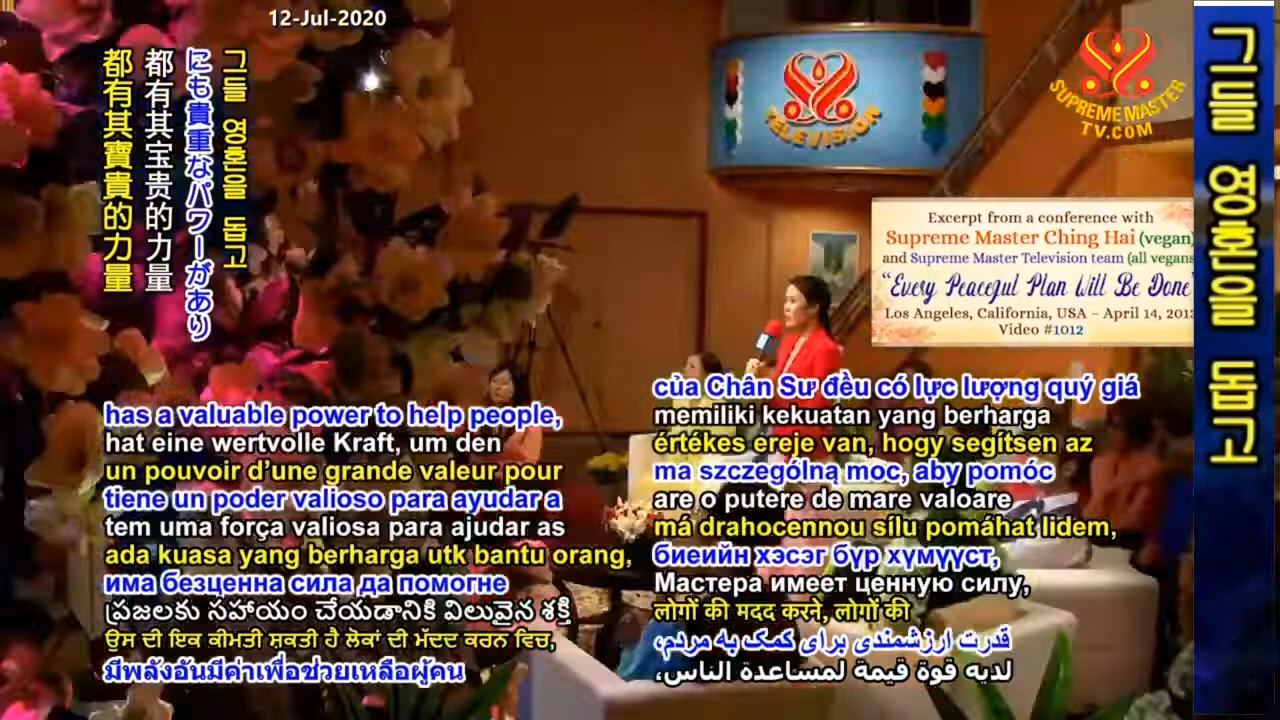 12-Jul-2020
그들 영혼을 돕고
にも貴重なパワーがあり
都有其宝贵的力量
都有其寶貴的力量
TELEVISION
SUPREME MASTER
TV.COM
Excerpt from a conference with
Supreme Master Ching Hai (vegan)
and Supreme Master Television team (all vegans
“Every Peaceful Plan Will Be Done”
Los Angeles, California, USA – April 14, 2013
Video #1012
has a valuable power to help people,
hat eine wertvolle Kraft, um den
un pouvoir d’une grande valeur pour
tiene un poder valioso para ayudar a
tem uma força valiosa para ajudar as
ada kuasa yang berharga utk bantu orang,
има безценна сила да помогне
ప్రజలకు సహాయం చేయడానికి విలువైన శక్తి
ਉਸ ਦੀ ਇਕ ਕੀਮਤੀ ਸ਼ਕਤੀ ਹੈ ਲੋਕਾਂ ਦੀ ਮੱਦਦ ਕਰਨ ਵਿਚ,
มีพลังอันมีค่าเพื่อช่วยเหลือผู้คน
của Chân Sư đều có lực lượng quý giá
memiliki kekuatan yang berharga
értékes ereje van, hogy segítsen az
ma szczególną moc, aby pomóc
are o putere de mare valoare
má drahocennou sílu pomáhat lidem,
биеийн хэсэг бүр хүмүүст,
Мастера имеет ценную силу,
लोगों की मदद करने, लोगों की
قدرت ارزشمندی برای کمک به مردم،
لديه قوة قيمة لمساعدة الناس،
그들 영혼을 돕고